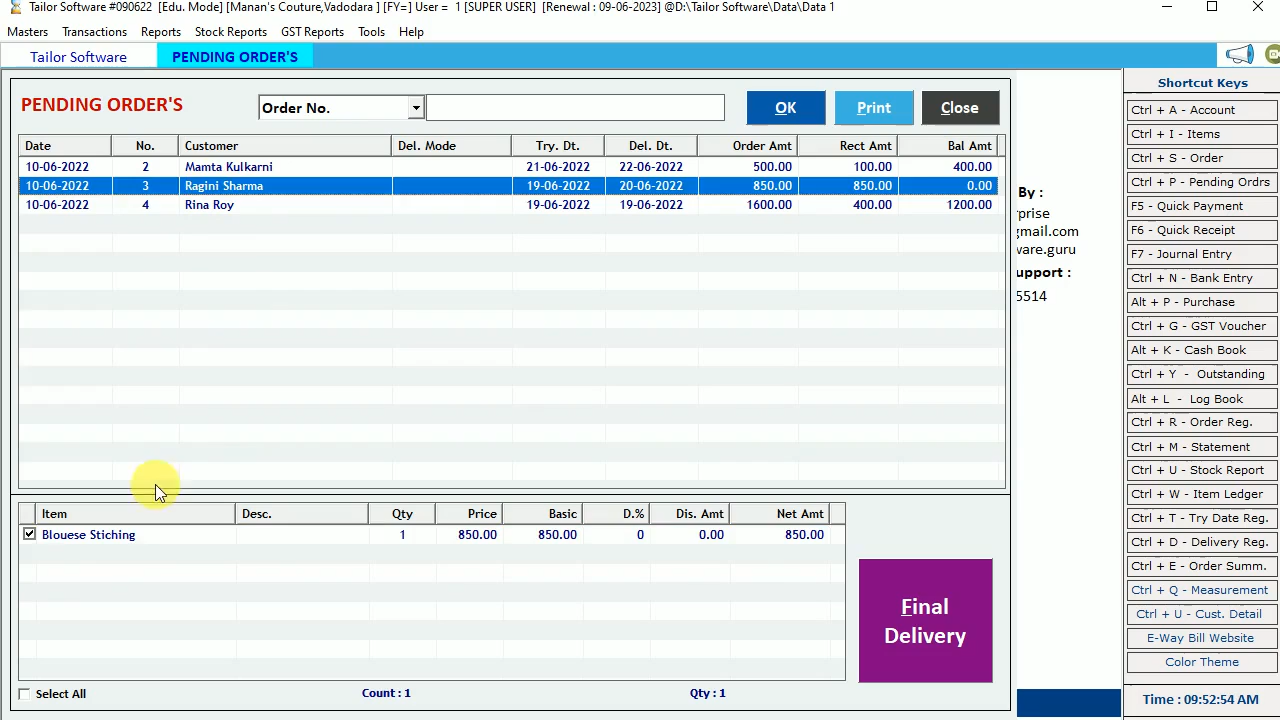 Tailor Software #090622 [Edu. Mode] [Manan's Couture,Vadodara ] [FY=] User = 1 [SUPER USER] [Renewal : 09-06-2023] @D:\Tailor Software\Data\Data 1
Masters Transactions Reports Stock Reports GST Reports Tools Help
Tailor Software PENDING ORDER'S
PENDING ORDER'S Order No. OK Print Close
Date No. Customer Del. Mode Try. Dt. Del. Dt. Order Amt Rect Amt Bal Amt
10-06-2022 2 Mamta Kulkarni 21-06-2022 22-06-2022 500.00 100.00 400.00
10-06-2022 3 Ragini Sharma 19-06-2022 20-06-2022 850.00 850.00 0.00
10-06-2022 4 Rina Roy 19-06-2022 19-06-2022 1600.00 400.00 1200.00
By :
prise
gmail.com
ware.guru
upport :
5514
Item Desc. Qty Price Basic D.% Dis. Amt Net Amt
Blouese Stiching 1 850.00 850.00 0 0.00 850.00
Final
Delivery
Select All Count : 1 Qty : 1
Shortcut Keys
Ctrl + A - Account
Ctrl + I - Items
Ctrl + S - Order
Ctrl + P - Pending Ordrs
F5 - Quick Payment
F6 - Quick Receipt
F7 - Journal Entry
Ctrl + N - Bank Entry
Alt + P - Purchase
Ctrl + G - GST Voucher
Alt + K - Cash Book
Ctrl + Y - Outstanding
Alt + L - Log Book
Ctrl + R - Order Reg.
Ctrl + M - Statement
Ctrl + U - Stock Report
Ctrl + W - Item Ledger
Ctrl + T - Try Date Reg.
Ctrl + D - Delivery Reg.
Ctrl + E - Order Summ.
Ctrl + Q - Measurement
Ctrl + U - Cust. Detail
E-Way Bill Website
Color Theme
Time : 09:52:54 AM